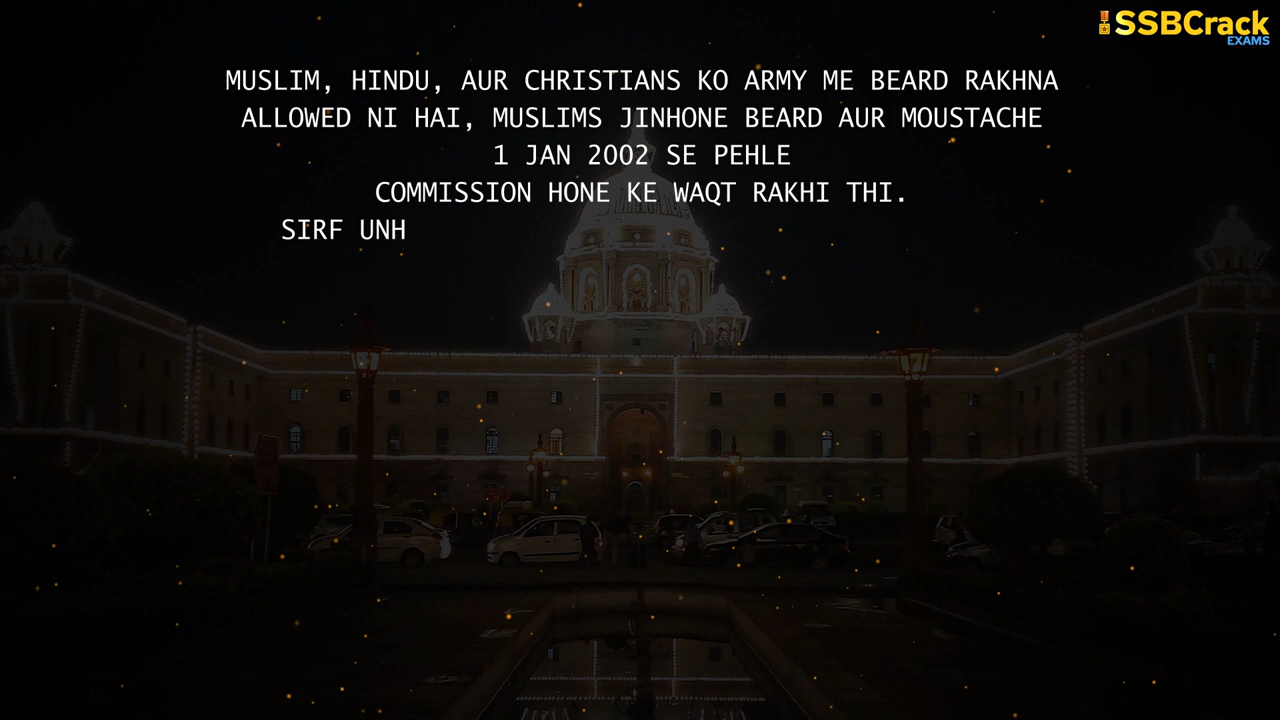 SSBCrack
EXAMS
MUSLIM, HINDU, AUR CHRISTIANS KO ARMY ME BEARD RAKHNA
ALLOWED NI HAI, MUSLIMS JINHONE BEARD AUR MOUSTACHE
1 JAN 2002 SE PEHLE
COMMISSION HONE KE WAQT RAKHI THI.
SIRF UNH